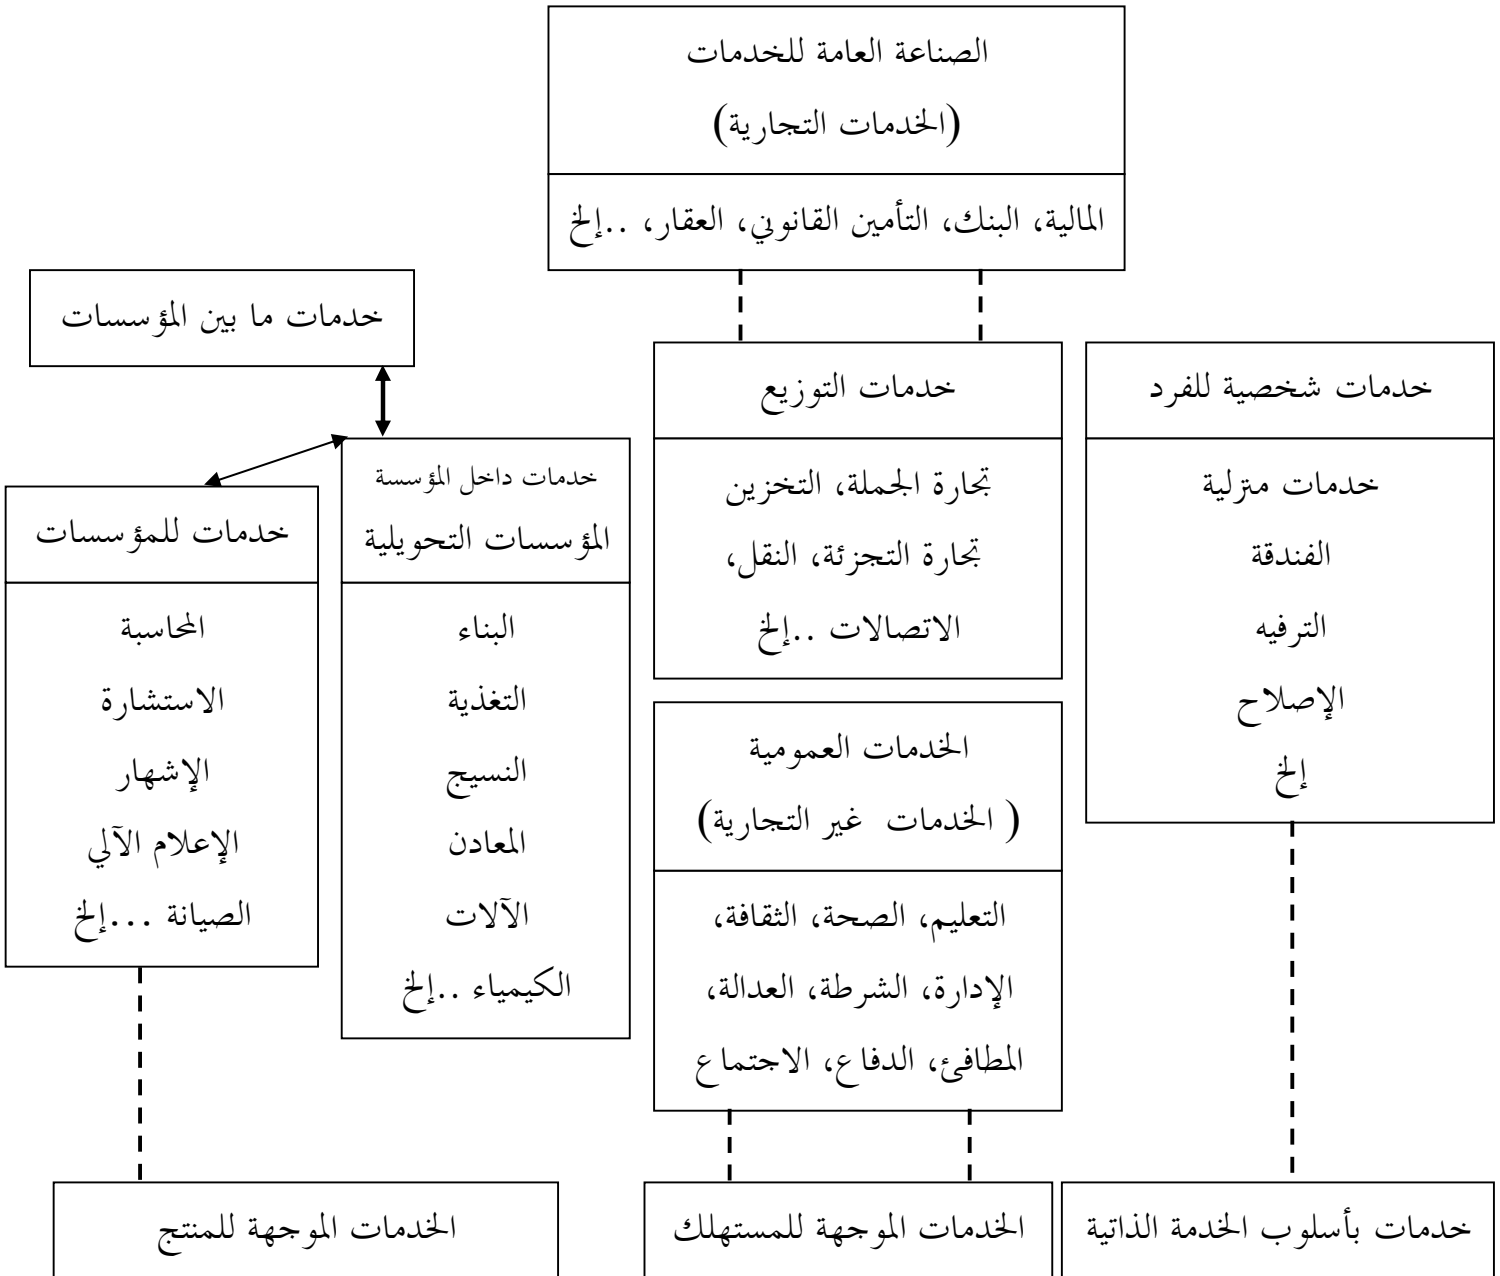 الصناعة العامة للخدمات
(الخدمات التجارية)
المالية، البنك، التأمين القانوني، العقار، ..إلخ
خدمات شخصية للفرد
خدمات منزلية
الفندقة
الترفيه
الإصلاح
إلخ
خدمات التوزيع
تجارة الجملة، التخزين
تجارة التجزئة، النقل،
الاتصالات ..إلخ
الخدمات العمومية
( الخدمات غير التجارية)
التعليم، الصحة، الثقافة،
الإدارة، الشرطة، العدالة،
المطافئ، الدفاع، الاجتماع
خدمات ما بين المؤسسات
خدمات داخل المؤسسة
المؤسسات التحويلية
البناء
التغذية
النسيج
المعادن
الآلات
الكيمياء ..إلخ
خدمات للمؤسسات
المحاسبة
الاستشارة
الإشهار
الإعلام الآلي
الصيانة ...إلخ
خدمات بأسلوب الخدمة الذاتية
الخدمات الموجهة للمستهلك
الخدمات الموجهة للمنتج